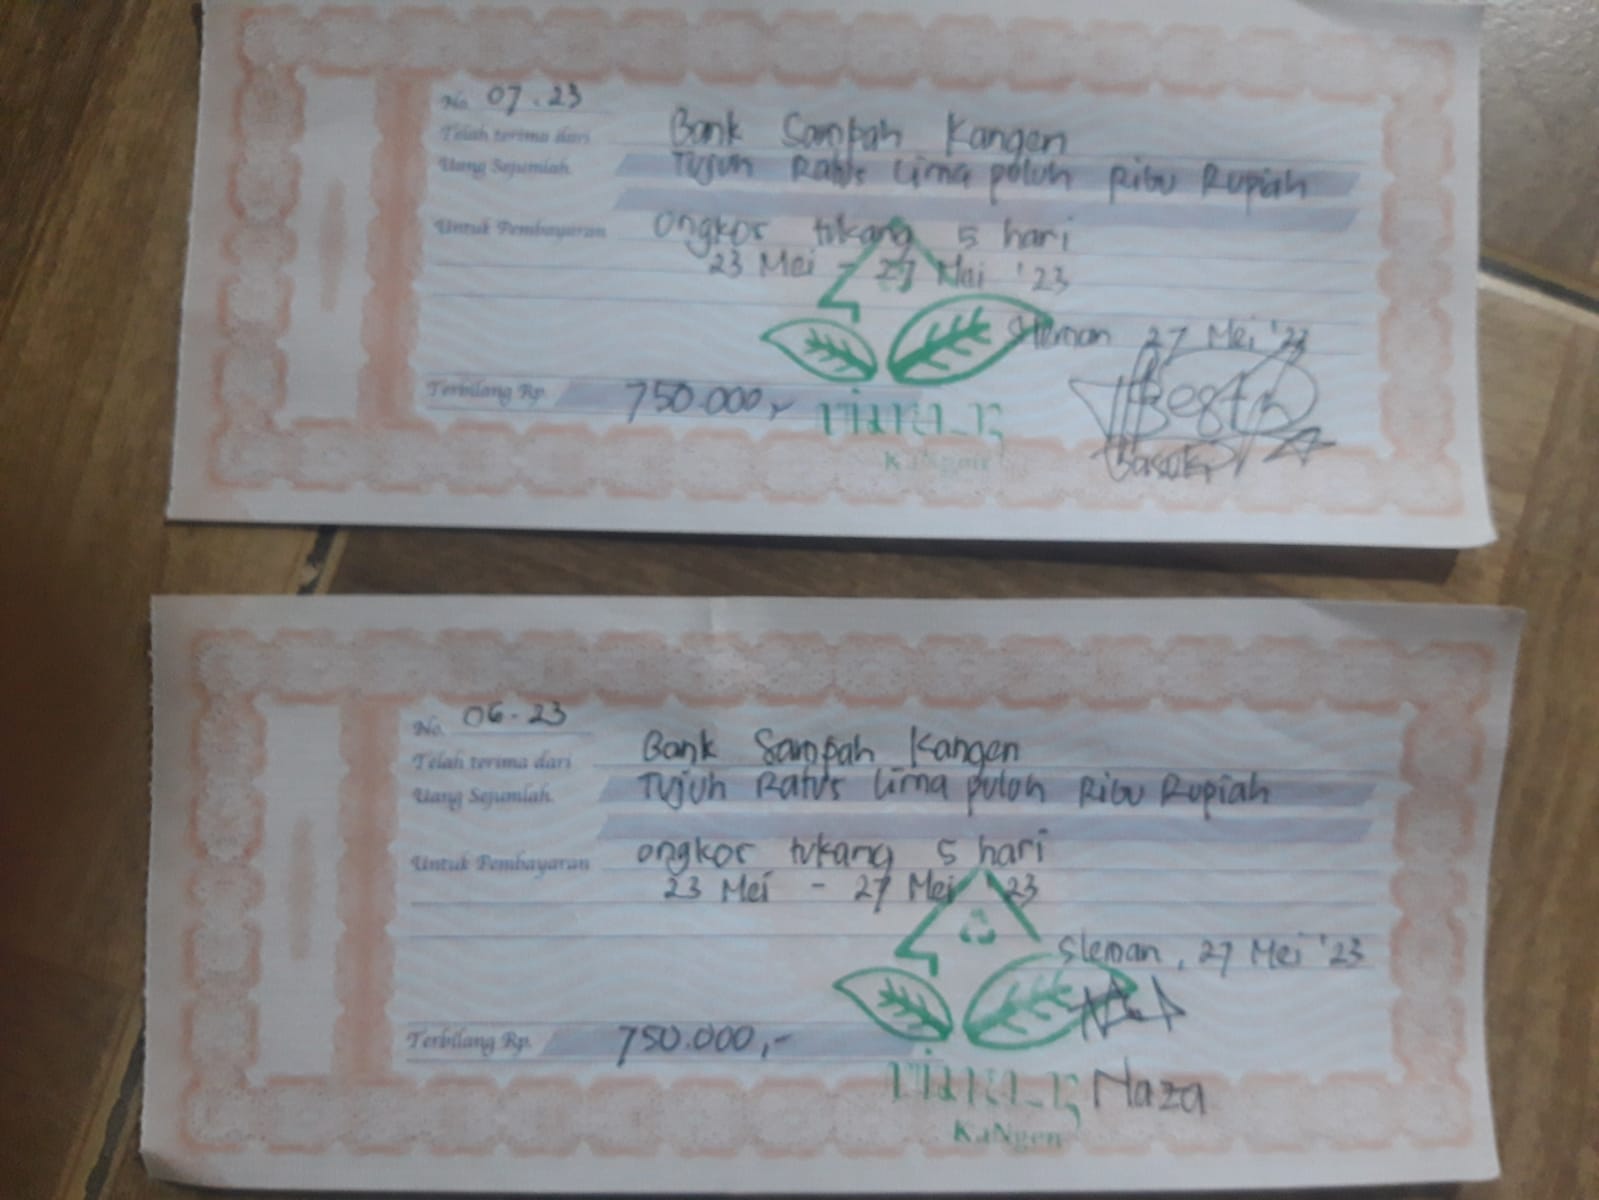 No. 07.23
Telah terima dari Bank Sampah Kangen
Uang Sejumlah Tujuh Ratus Lima puluh Ribu Rupiah
Untuk Pembayaran Ongkos tukang 5 hari
23 Mei - 27 Mei '23
Sleman 27 Mei '23
Terbilang Rp. 750.000,-
KaNgen
Basuki
No. 06-23
Telah terima dari Bank Sampah Kangen
Uang Sejumlah Tujuh Ratus Lima puluh Ribu Rupiah
Untuk Pembayaran ongkos tukang 5 hari
23 Mei - 27 Mei '23
Sleman, 27 Mei '23
Terbilang Rp. 750.000,-
Naza
KaNgen